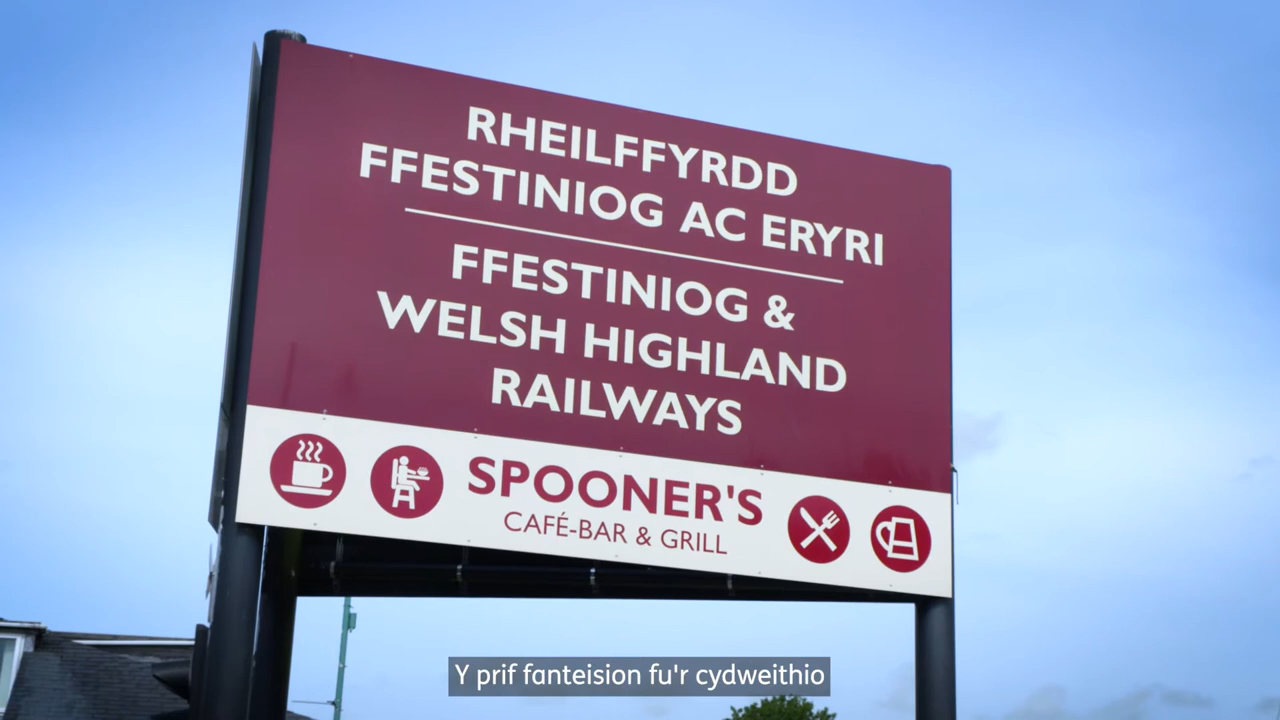 RHEILFFYRDD
FFESTINIOG AC ERYRI
FFESTINIOG &
WELSH HIGHLAND
RAILWAYS
SPOONER'S
CAFÉ-BAR & GRILL
Y prif fanteision fu'r cydweithio